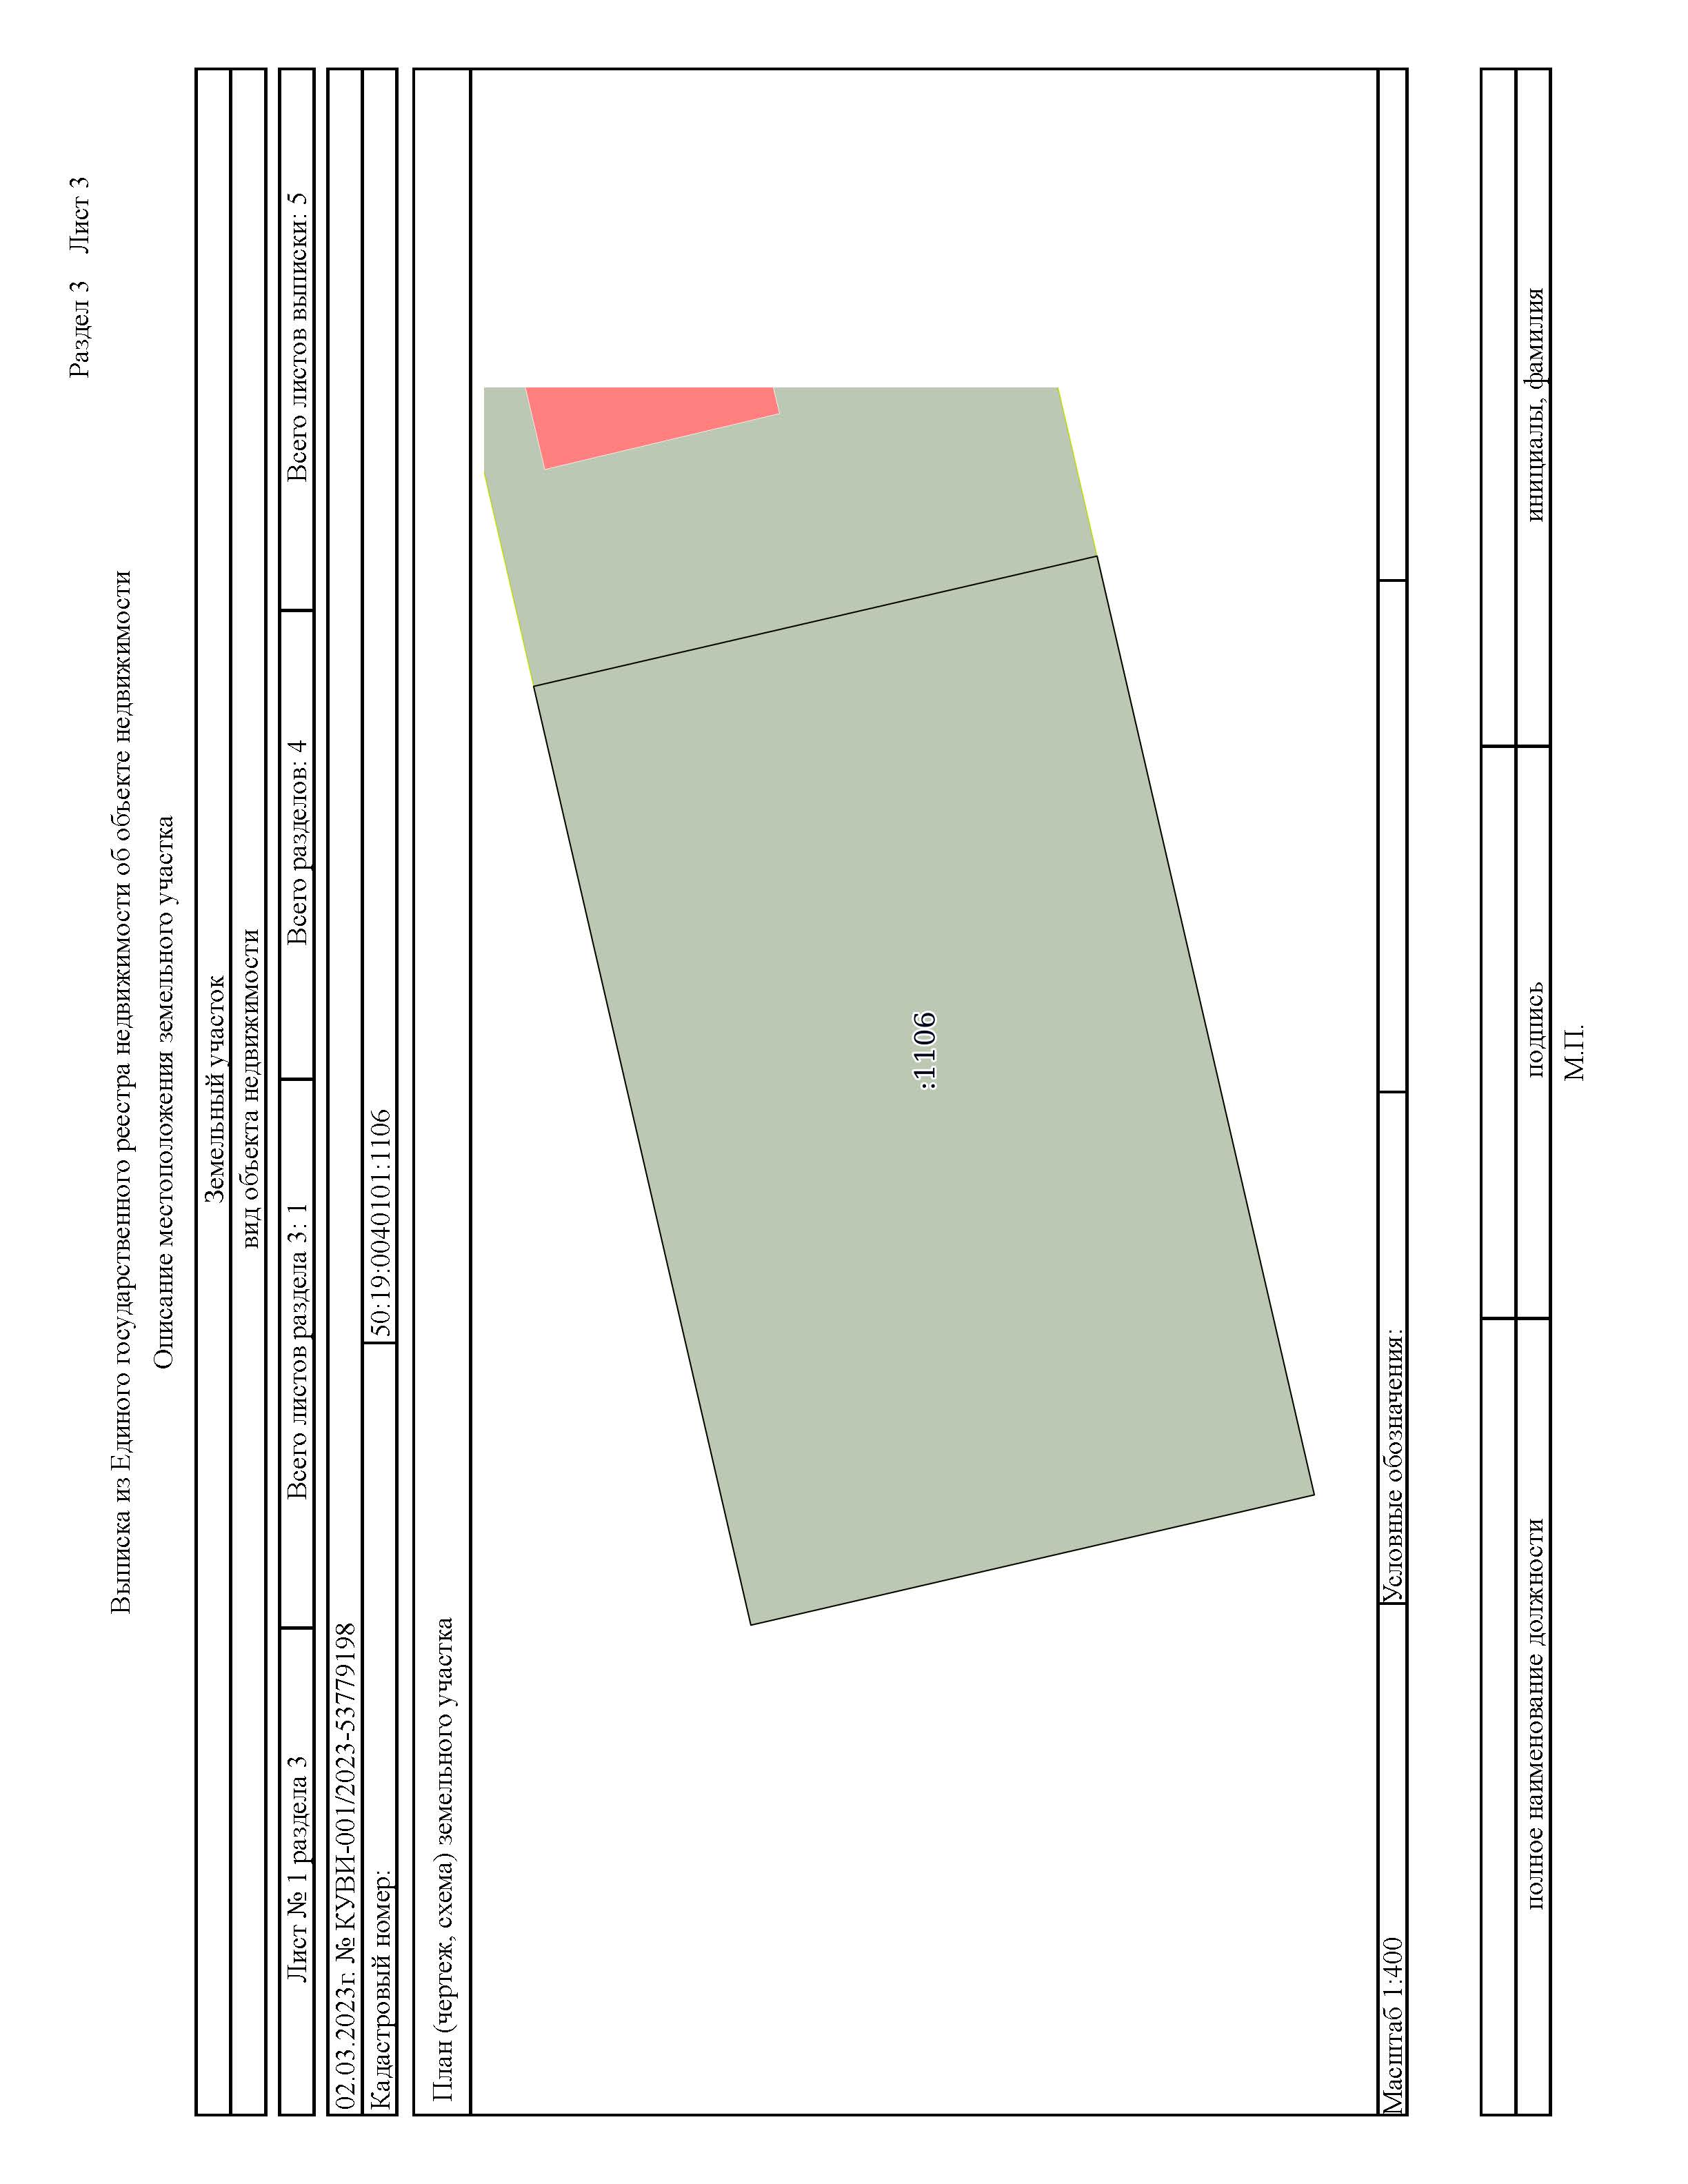 Раздел 3 Лист 3
Выписка из Единого государственного реестра недвижимости об объекте недвижимости
Описание местоположения земельного участка
Земельный участок
вид объекта недвижимости
Лист № 1 раздела 3 Всего листов раздела 3: 1 Всего разделов: 4 Всего листов выписки: 5
02.03.2023г. № КУВИ-001/2023-53779198
Кадастровый номер: 50:19:0040101:1106
План (чертеж, схема) земельного участка
:1106
Масштаб 1:400 Условные обозначения:
полное наименование должности подпись инициалы, фамилия
М.П.